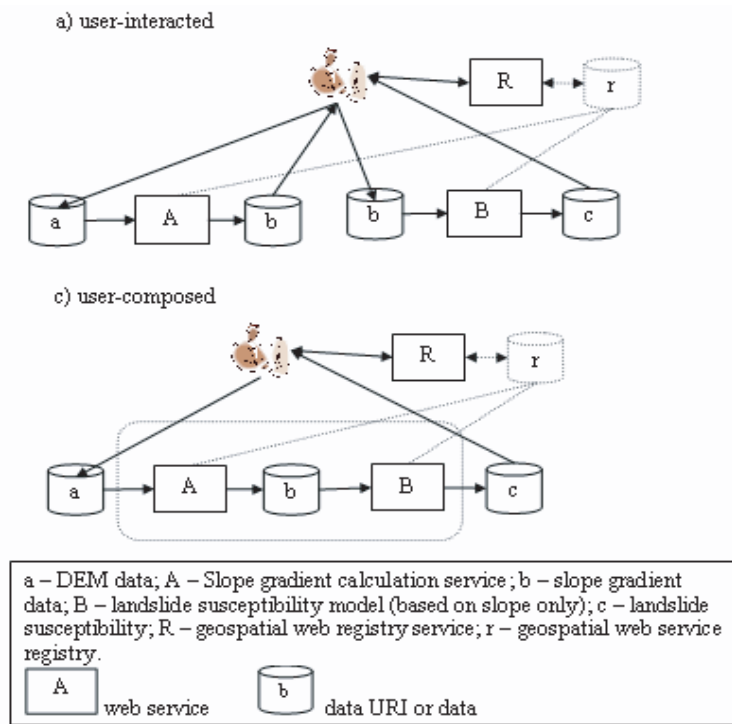 a) user-interacted
R
r
a
A
b
b
B
c
c) user-composed
R
r
a
A
b
B
c
a – DEM data; A – Slope gradient calculation service; b – slope gradient
data; B – landslide susceptibility model (based on slope only); c – landslide
susceptibility; R – geospatial web registry service; r – geospatial web service
registry.
A web service b data URI or data